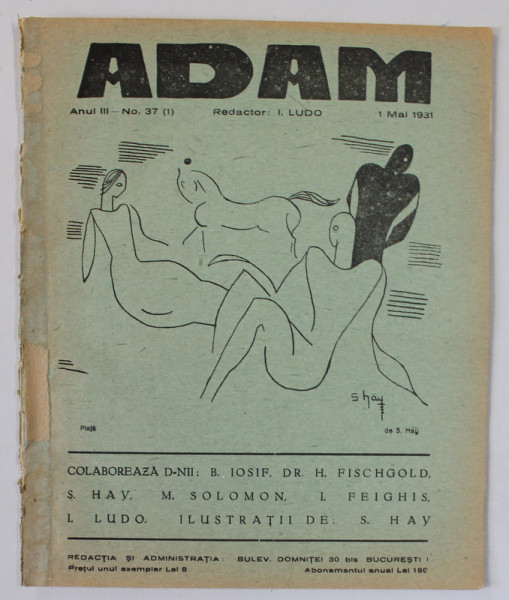 ADAM
Anul III — No. 37 (1) Redactor: I. LUDO 1 Mai 1931
S hay
Plajă de S. Hay
COLABOREAZĂ D-NII: B. IOSIF, DR. H. FISCHGOLD,
S. HAY, M. SOLOMON, I. FEIGHIS,
I. LUDO. ILUSTRAȚII DE: S. HAY
REDACȚIA ȘI ADMINISTRAȚIA: BULEV. DOMNIȚEI 30 bis BUCUREȘTI I
Prețul unui exemplar Lei 8 Abonamentul anual Lei 180